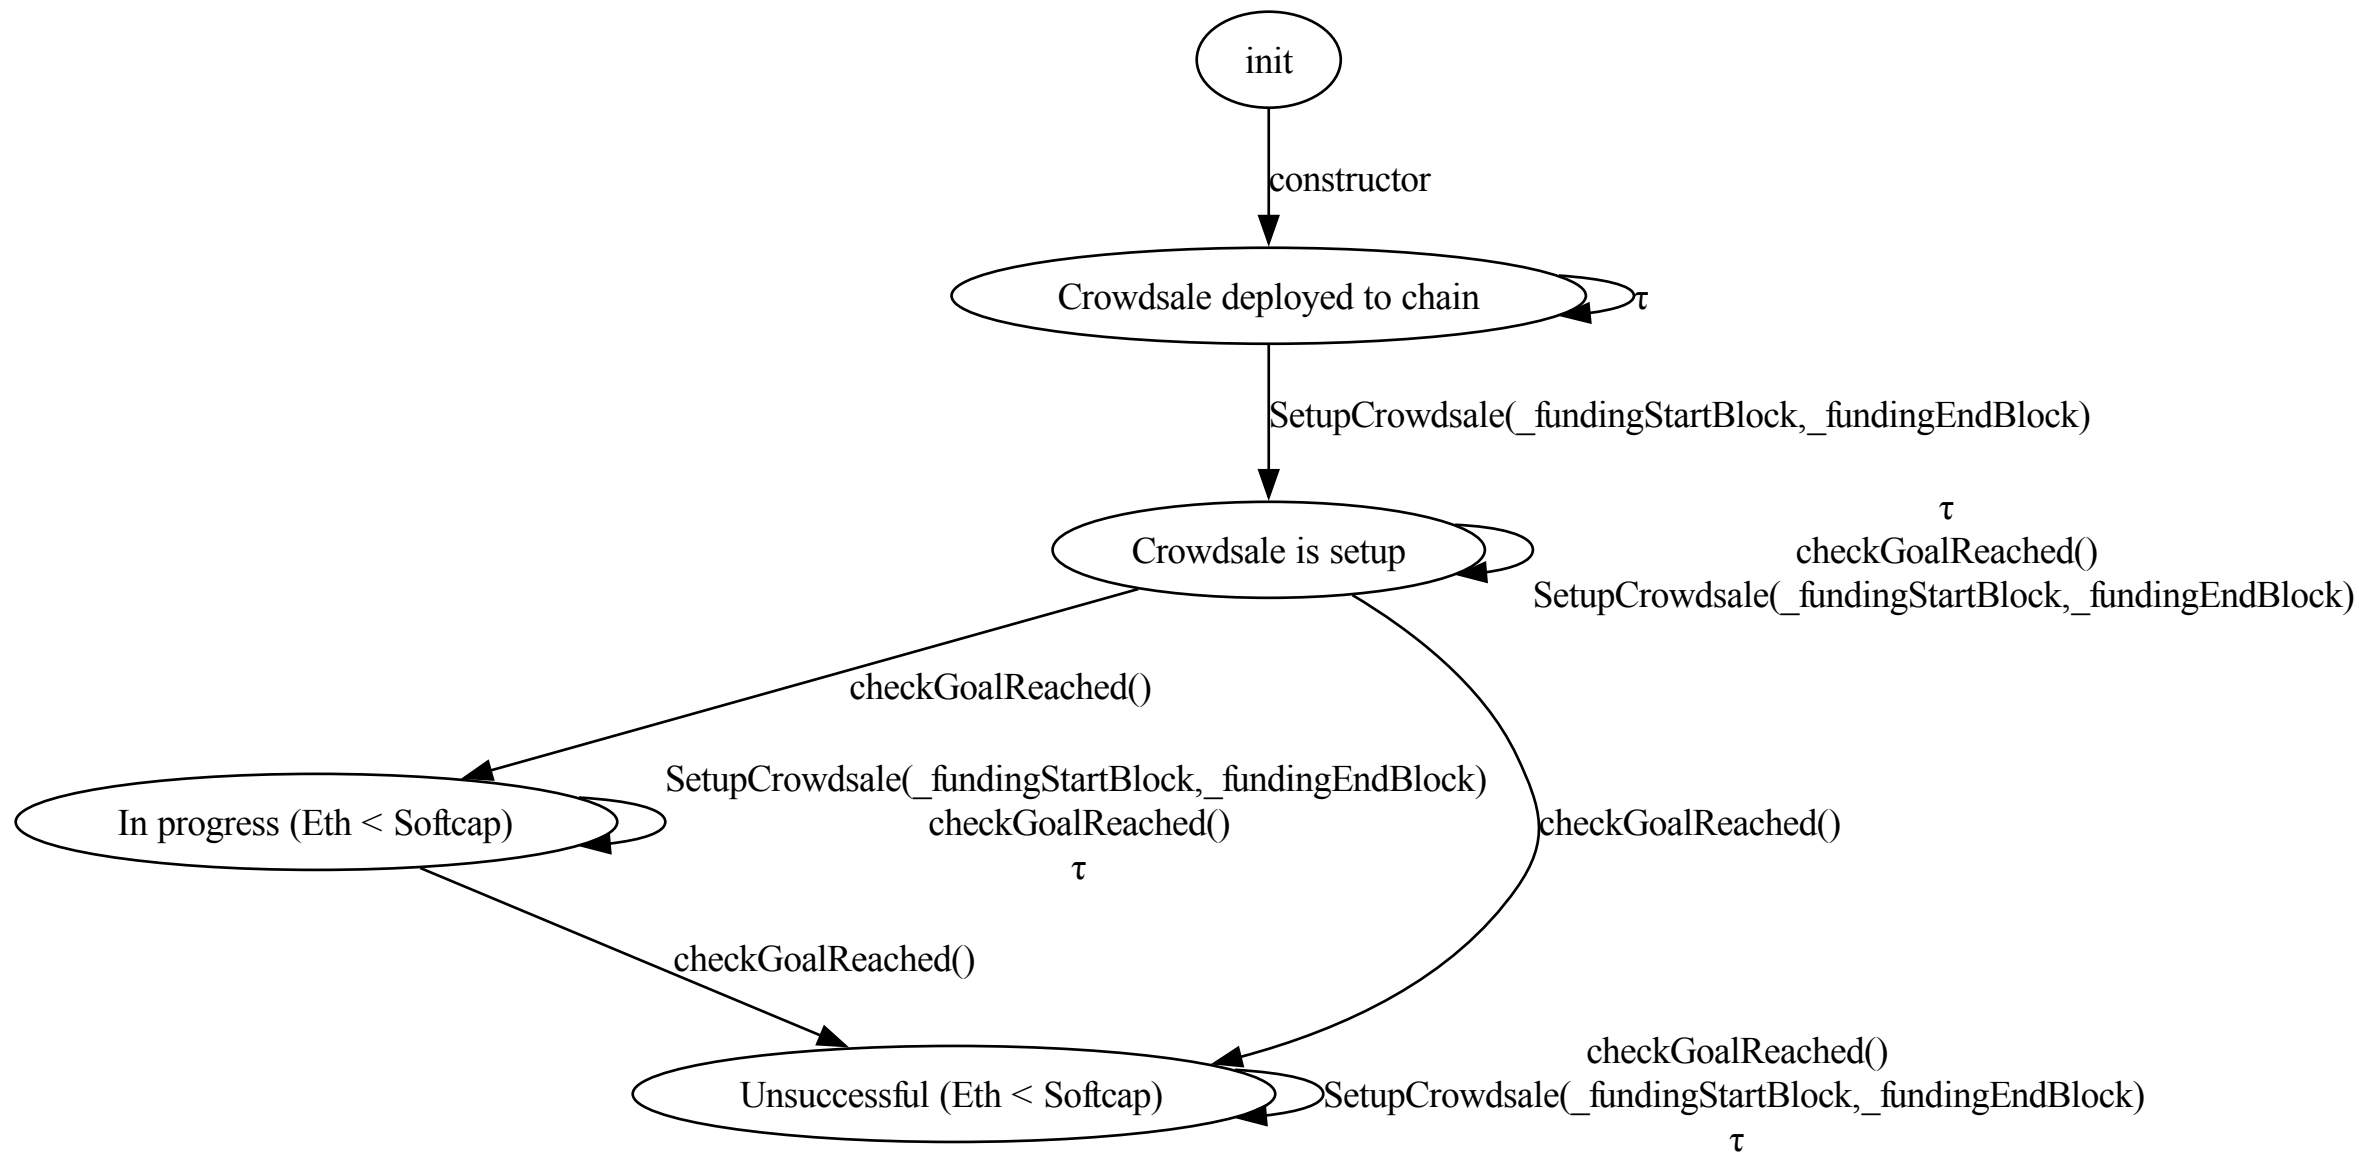 init
constructor
Crowdsale deployed to chain
τ
SetupCrowdsale(_fundingStartBlock,_fundingEndBlock)
Crowdsale is setup
τ
checkGoalReached()
SetupCrowdsale(_fundingStartBlock,_fundingEndBlock)
checkGoalReached()
In progress (Eth < Softcap)
SetupCrowdsale(_fundingStartBlock,_fundingEndBlock)
checkGoalReached()
τ
checkGoalReached()
checkGoalReached()
Unsuccessful (Eth < Softcap)
checkGoalReached()
SetupCrowdsale(_fundingStartBlock,_fundingEndBlock)
τ